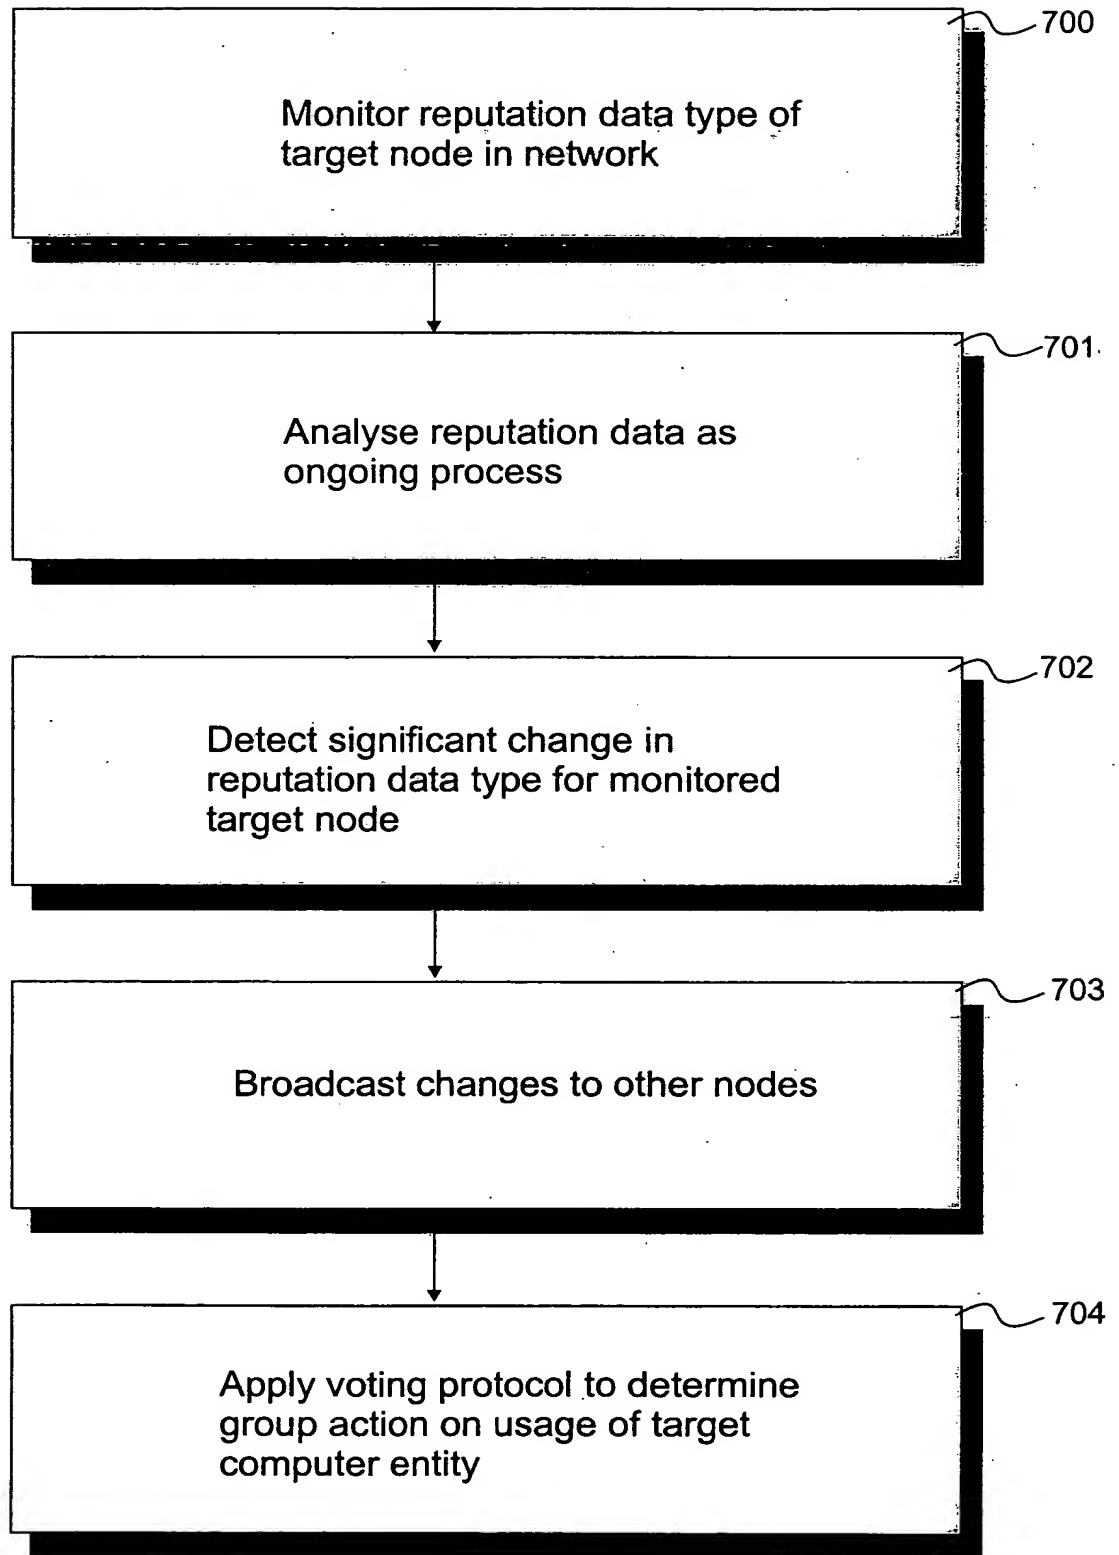 700
Monitor reputation data type of
target node in network
701
Analyse reputation data as
ongoing process
702
Detect significant change in
reputation data type for monitored
target node
703
Broadcast changes to other nodes
704
Apply voting protocol to determine
group action on usage of target
computer entity